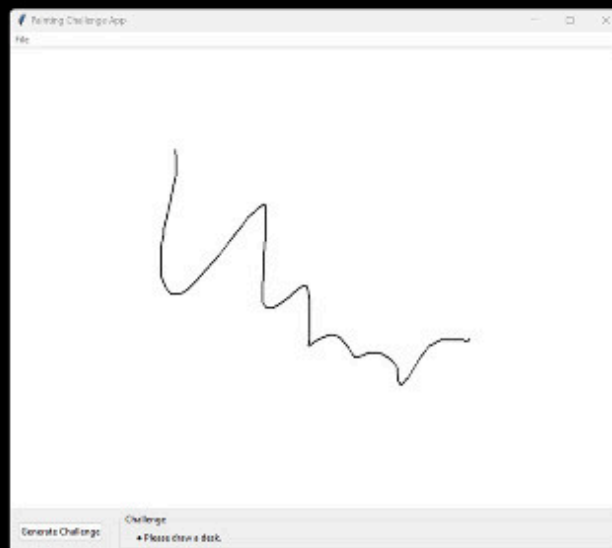 Painting Challenge App
File
Generate Challenge
Challenge
• Please draw a desk.